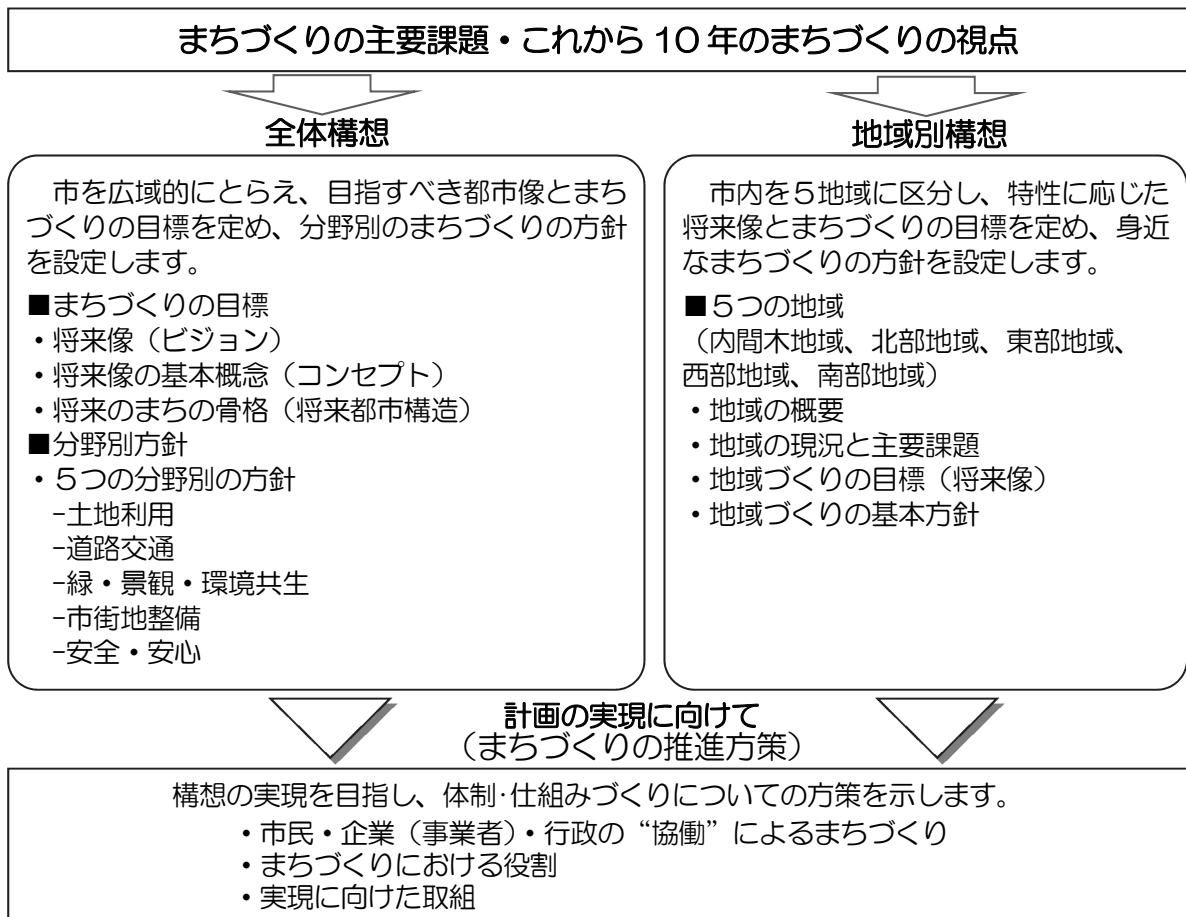 まちづくりの主要課題・これから 10 年のまちづくりの視点
全体構想
市を広域的にとらえ、目指すべき都市像とまち
づくりの目標を定め、分野別のまちづくりの方針
を設定します。
■まちづくりの目標
・将来像（ビジョン）
・将来像の基本概念（コンセプト）
・将来のまちの骨格（将来都市構造）
■分野別方針
・５つの分野別の方針
-土地利用
-道路交通
-緑・景観・環境共生
-市街地整備
-安全・安心
地域別構想
市内を５地域に区分し、特性に応じた
将来像とまちづくりの目標を定め、身近
なまちづくりの方針を設定します。
■５つの地域
（内間木地域、北部地域、東部地域、
西部地域、南部地域）
・地域の概要
・地域の現況と主要課題
・地域づくりの目標（将来像）
・地域づくりの基本方針
計画の実現に向けて
（まちづくりの推進方策）
構想の実現を目指し、体制･仕組みづくりについての方策を示します。
・市民・企業（事業者）・行政の“協働”によるまちづくり
・まちづくりにおける役割
・実現に向けた取組